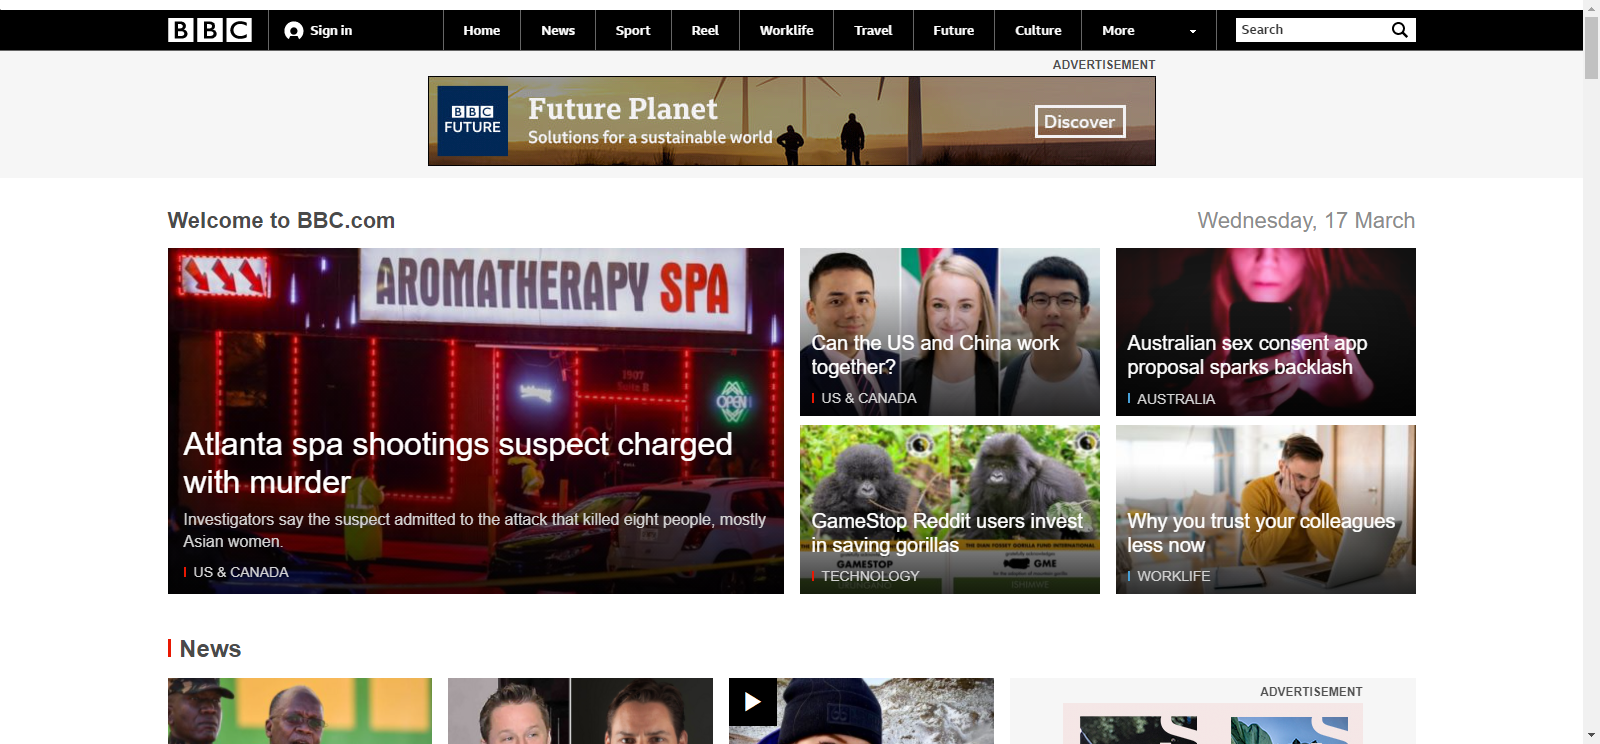 BBC
Sign in
Home
News
Sport
Reel
Worklife
Travel
Future
Culture
More
Search
ADVERTISEMENT
BBC
FUTURE
Future Planet
Solutions for a sustainable world
Discover
Welcome to BBC.com
Wednesday, 17 March
AROMATHERAPY SPA
1907
Suite B
OPEN
Atlanta spa shootings suspect charged
with murder
Investigators say the suspect admitted to the attack that killed eight people, mostly
Asian women.
US & CANADA
Can the US and China work
together?
US & CANADA
Australian sex consent app
proposal sparks backlash
AUSTRALIA
GameStop Reddit users invest
in saving gorillas
GAMESTOP
GME
TECHNOLOGY
Why you trust your colleagues
less now
WORKLIFE
News
ADVERTISEMENT